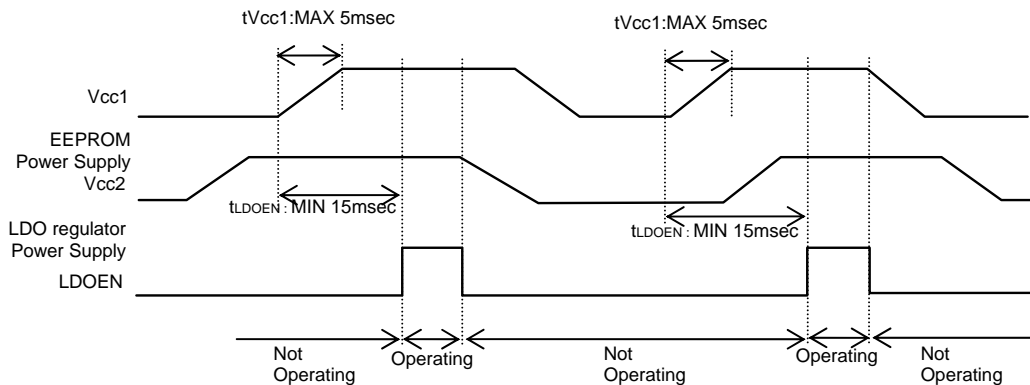 tVcc1:MAX 5msec
tVcc1:MAX 5msec
Vcc1
EEPROM
Power Supply
Vcc2
tLDOEN : MIN 15msec
tLDOEN : MIN 15msec
LDO regulator
Power Supply
LDOEN
Not
Operating
Operating
Not
Operating
Operating
Not
Operating